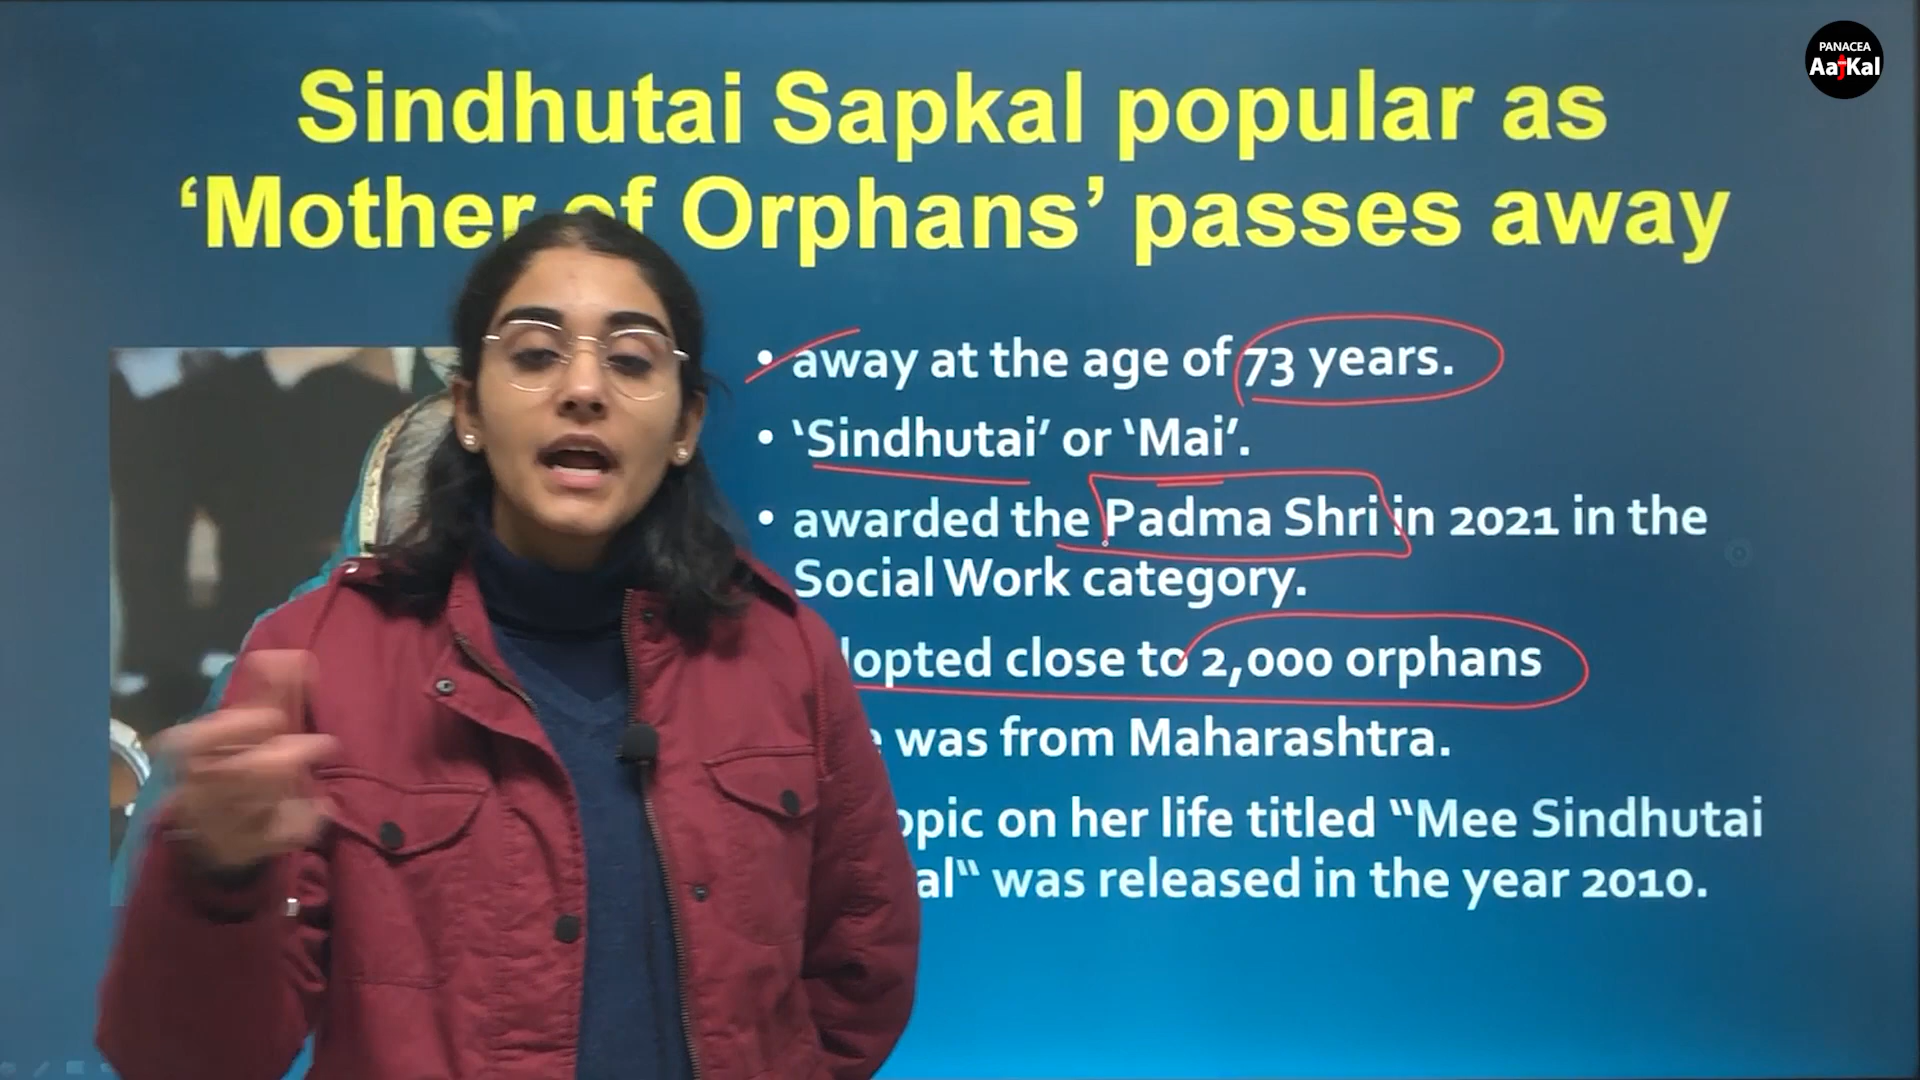 PANACEA
AajKal
Sindhutai Sapkal popular as
‘Mother of Orphans’ passes away
• away at the age of 73 years.
• ‘Sindhutai’ or ‘Mai’.
• awarded the Padma Shri in 2021 in the
Social Work category.
close to 2,000 orphans
was from Maharashtra.
on her life titled “Mee Sindhutai
was released in the year 2010.